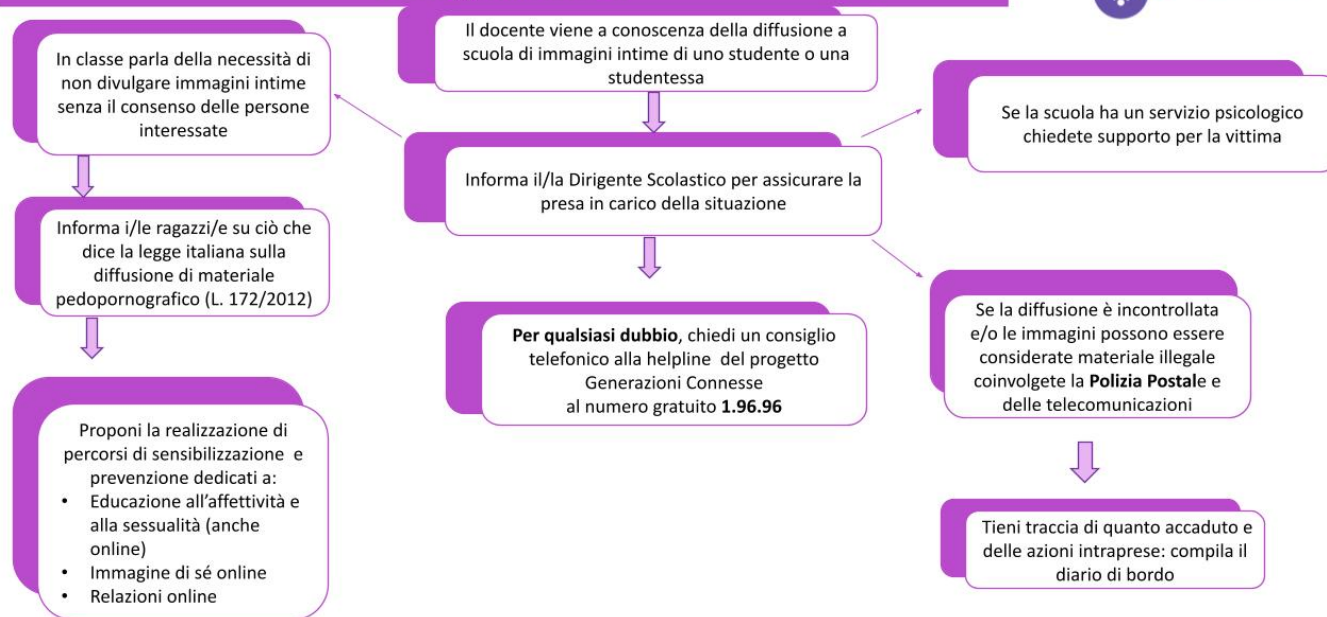 Il docente viene a conoscenza della diffusione a
scuola di immagini intime di uno studente o una
studentessa
Informa il/la Dirigente Scolastico per assicurare la
presa in carico della situazione
In classe parla della necessità di
non divulgare immagini intime
senza il consenso delle persone
interessate
Informa i/le ragazzi/e su ciò che
dice la legge italiana sulla
diffusione di materiale
pedopornografico (L. 172/2012)
Proponi la realizzazione di
percorsi di sensibilizzazione e
prevenzione dedicati a:
• Educazione all’affettività e
alla sessualità (anche
online)
• Immagine di sé online
• Relazioni online
Per qualsiasi dubbio, chiedi un consiglio
telefonico alla helpline del progetto
Generazioni Connesse
al numero gratuito 1.96.96
Se la scuola ha un servizio psicologico
chiedete supporto per la vittima
Se la diffusione è incontrollata
e/o le immagini possono essere
considerate materiale illegale
coinvolgete la Polizia Postale e
delle telecomunicazioni
Tieni traccia di quanto accaduto e
delle azioni intraprese: compila il
diario di bordo